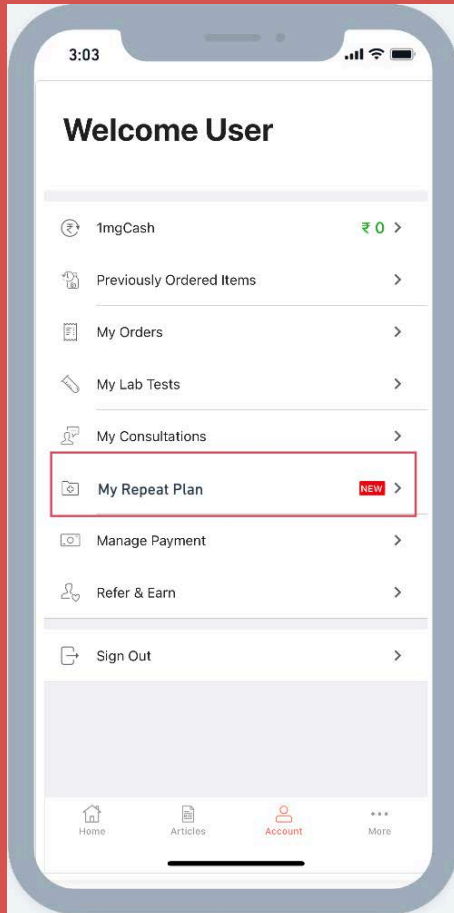 3:03
Welcome User
1mgCash ₹ 0
Previously Ordered Items
My Orders
My Lab Tests
My Consultations
My Repeat Plan NEW
Manage Payment
Refer & Earn
Sign Out
Home Articles Account More